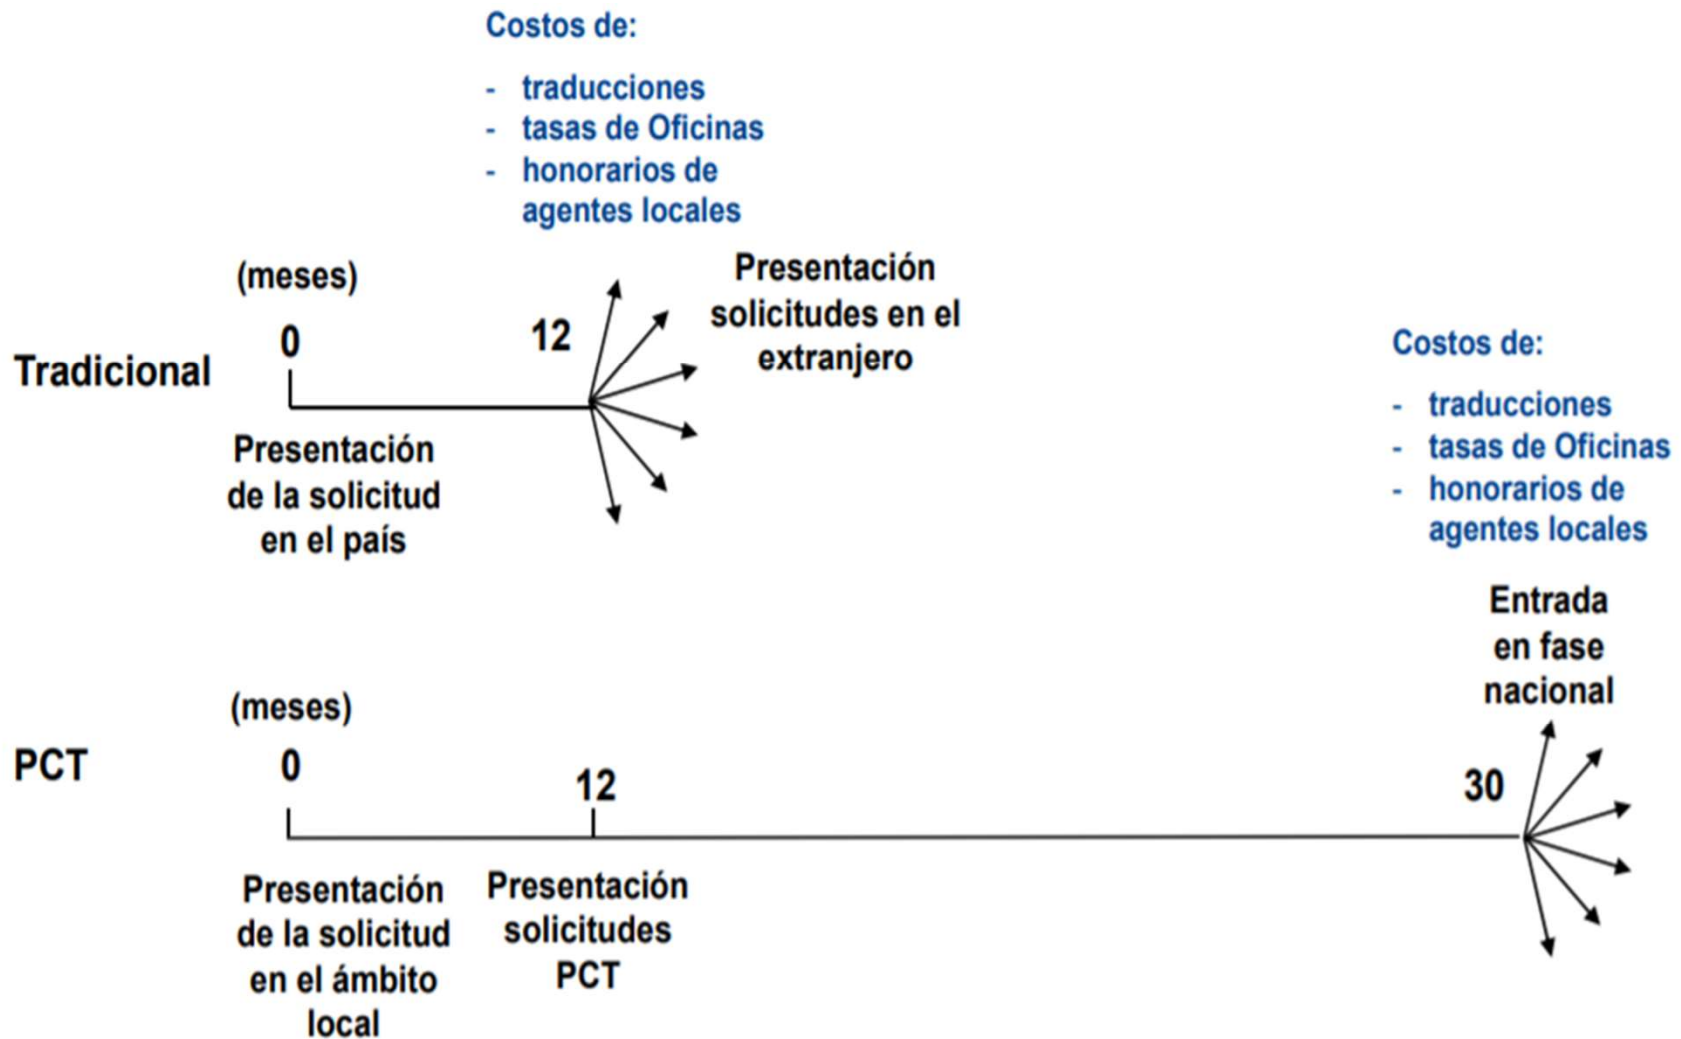 Costos de:
- traducciones
- tasas de Oficinas
- honorarios de
agentes locales
(meses)
0
12
Tradicional
Presentación
solicitudes en el
extranjero
Presentación
de la solicitud
en el país
Costos de:
- traducciones
- tasas de Oficinas
- honorarios de
agentes locales
Entrada
en fase
nacional
(meses)
PCT
0
12
30
Presentación
de la solicitud
en el ámbito
local
Presentación
solicitudes
PCT